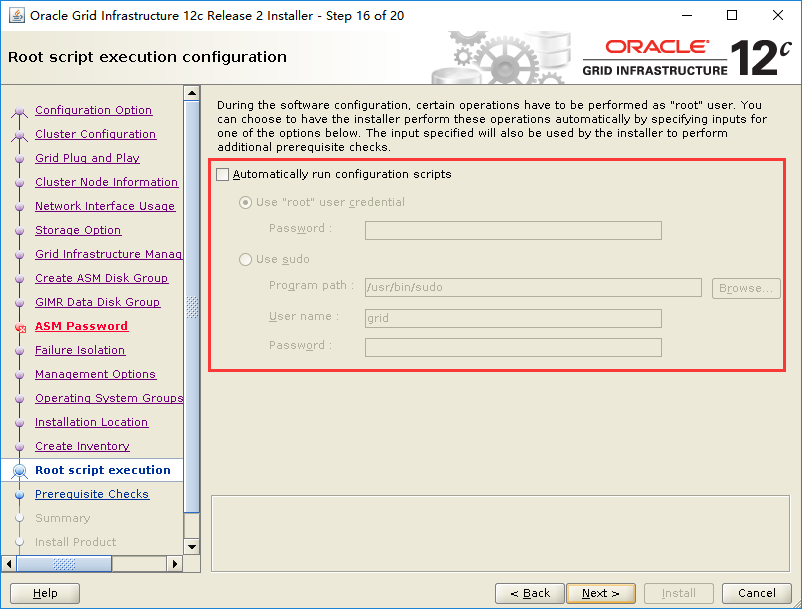 Oracle Grid Infrastructure 12c Release 2 Installer - Step 16 of 20
Root script execution configuration
ORACLE®
GRID INFRASTRUCTURE
12c
Configuration Option
Cluster Configuration
Grid Plug and Play
Cluster Node Information
Network Interface Usage
Storage Option
Grid Infrastructure Manag
Create ASM Disk Group
GIMR Data Disk Group
ASM Password
Failure Isolation
Management Options
Operating System Groups
Installation Location
Create Inventory
Root script execution
Prerequisite Checks
Summary
Install Product
During the software configuration, certain operations have to be performed as "root" user. You
can choose to have the installer perform these operations automatically by specifying inputs for
one of the options below. The input specified will also be used by the installer to perform
additional prerequisite checks.
Automatically run configuration scripts
Use "root" user credential
Password :
Use sudo
Program path : /usr/bin/sudo Browse...
User name : grid
Password :
Help
< Back
Next >
Install
Cancel